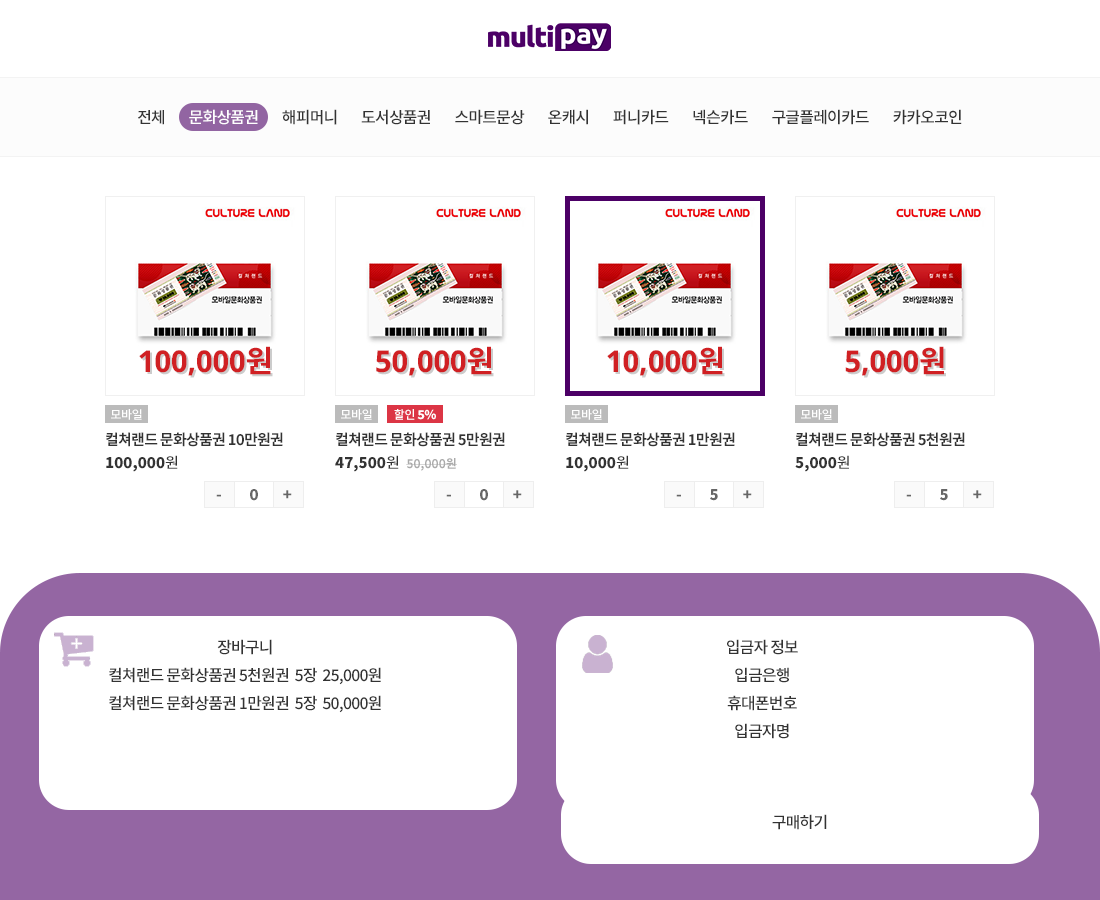 multipay
전체 문화상품권 해피머니 도서상품권 스마트문상 온캐시 퍼니카드 넥슨카드 구글플레이카드 카카오코인
CULTURE LAND CULTURE LAND CULTURE LAND CULTURE LAND
컬쳐랜드 컬쳐랜드 컬쳐랜드 컬쳐랜드
모바일문화상품권 모바일문화상품권 모바일문화상품권 모바일문화상품권
100,000원 50,000원 10,000원 5,000원
모바일 모바일 할인 5% 모바일 모바일
컬쳐랜드 문화상품권 10만원권 컬쳐랜드 문화상품권 5만원권 컬쳐랜드 문화상품권 1만원권 컬쳐랜드 문화상품권 5천원권
100,000원 47,500원 50,000원 10,000원 5,000원
- 0 + - 0 + - 5 + - 5 +
장바구니
컬쳐랜드 문화상품권 5천원권 5장 25,000원
컬쳐랜드 문화상품권 1만원권 5장 50,000원
입금자 정보
입금은행
휴대폰번호
입금자명
구매하기